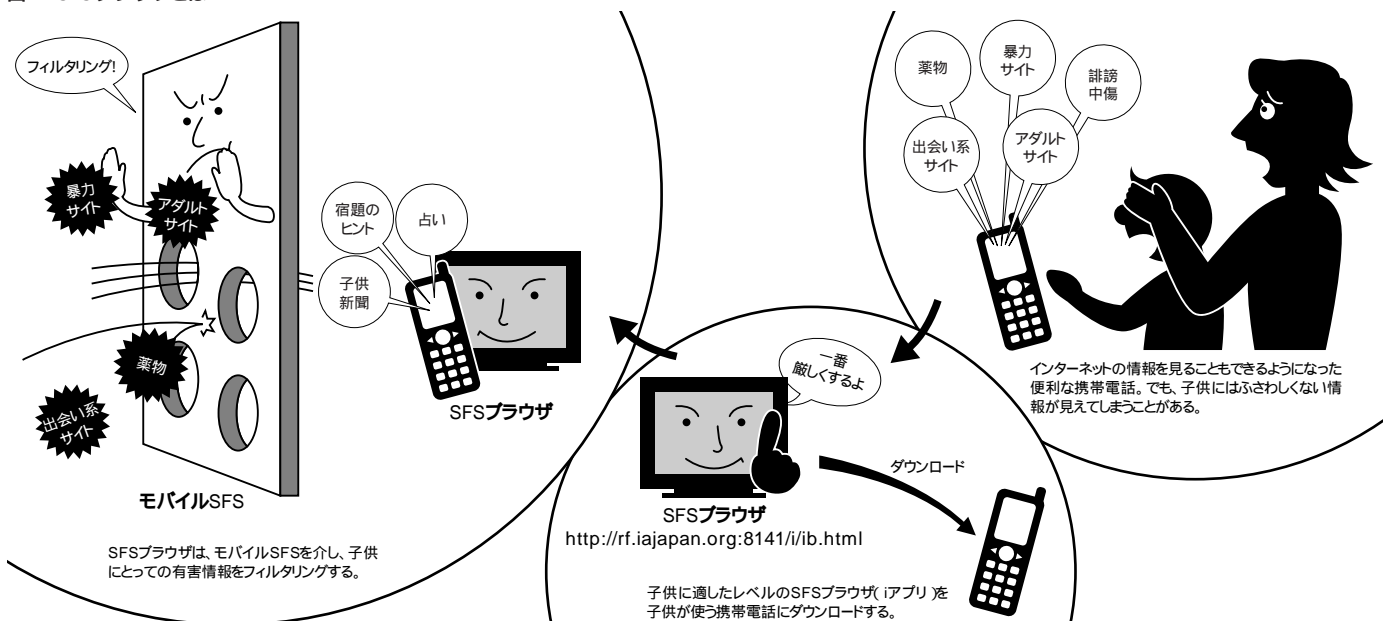 薬物
暴力
サイト
誹謗
中傷
出会い系
サイト
アダルト
サイト
インターネットの情報を見ることもできるようになった
便利な携帯電話。でも、子供にはふさわしくない情
報が見えてしまうことがある。
一番
厳しくするよ
ダウンロード
SFSブラウザ
http://rf.iajapan.org:8141/i/ib.html
子供に適したレベルのSFSブラウザ(iアプリ)を
子供が使う携帯電話にダウンロードする。
フィルタリング!
暴力
サイト
アダルト
サイト
薬物
出会い系
サイト
宿題の
ヒント
占い
子供
新聞
SFSブラウザ
モバイルSFS
SFSブラウザは、モバイルSFSを介し、子供
にとっての有害情報をフィルタリングする。